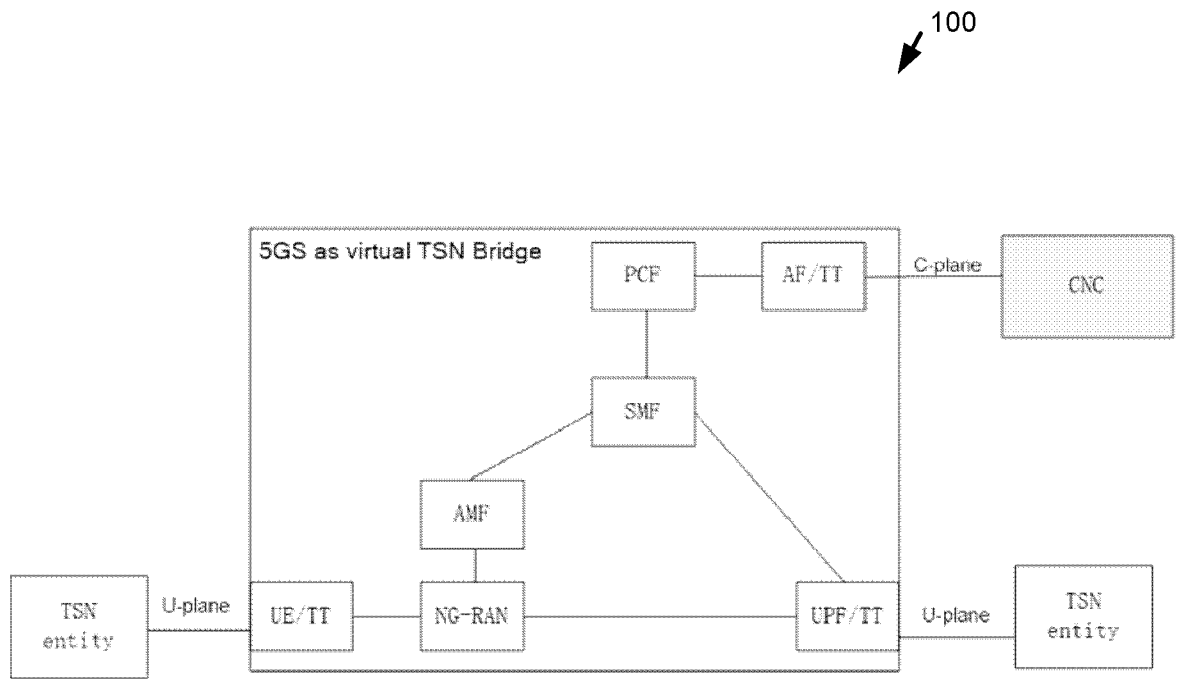 100
5GS as virtual TSN Bridge
PCF
AF/TT
C-plane
CNC
SMF
AMF
TSN
entity
U-plane
UE/TT
NG-RAN
UPF/TT
U-plane
TSN
entity